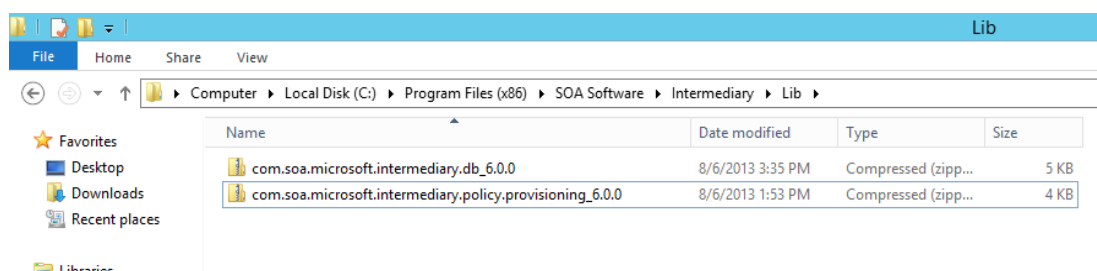 Lib
File Home Share View
Computer Local Disk (C:) Program Files (x86) SOA Software Intermediary Lib
Favorites
Desktop
Downloads
Recent places
Libraries
Name Date modified Type Size
com.soa.microsoft.intermediary.db_6.0.0 8/6/2013 3:35 PM Compressed (zipp... 5 KB
com.soa.microsoft.intermediary.policy.provisioning_6.0.0 8/6/2013 1:53 PM Compressed (zipp... 4 KB